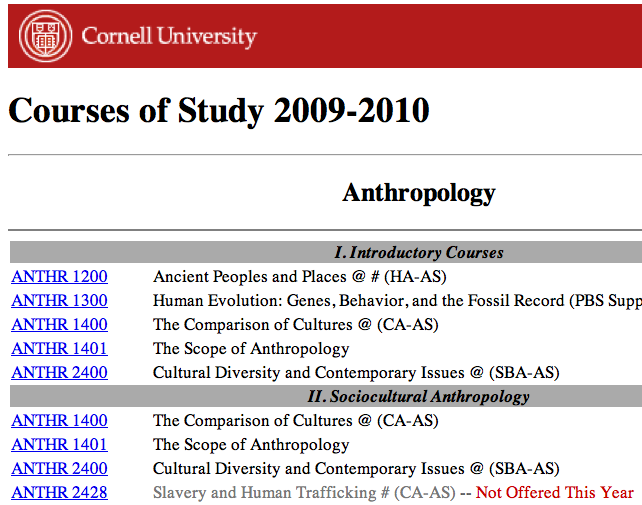 Cornell University
Courses of Study 2009-2010
Anthropology
I. Introductory Courses
ANTHR 1200 Ancient Peoples and Places @ # (HA-AS)
ANTHR 1300 Human Evolution: Genes, Behavior, and the Fossil Record (PBS Supp
ANTHR 1400 The Comparison of Cultures @ (CA-AS)
ANTHR 1401 The Scope of Anthropology
ANTHR 2400 Cultural Diversity and Contemporary Issues @ (SBA-AS)
II. Sociocultural Anthropology
ANTHR 1400 The Comparison of Cultures @ (CA-AS)
ANTHR 1401 The Scope of Anthropology
ANTHR 2400 Cultural Diversity and Contemporary Issues @ (SBA-AS)
ANTHR 2428 Slavery and Human Trafficking # (CA-AS) -- Not Offered This Year